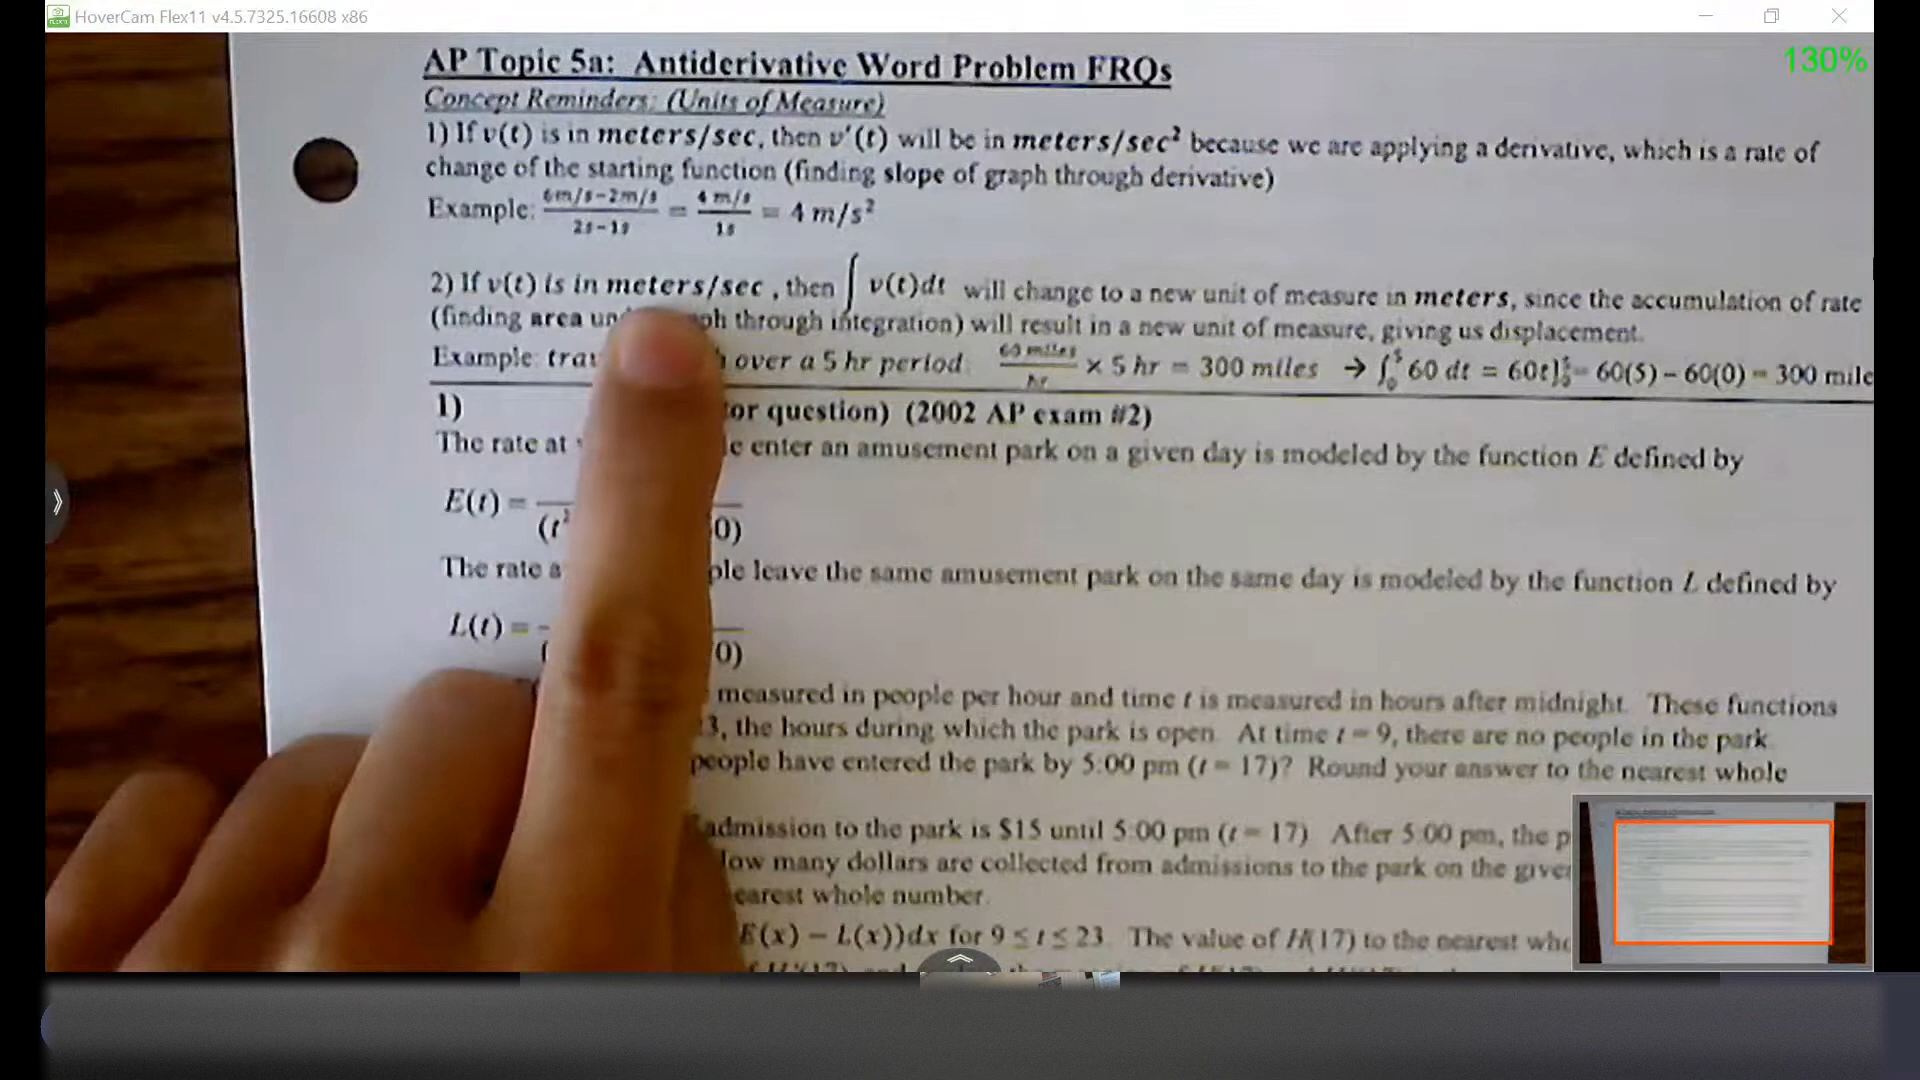 HoverCam Flex11 v4.5.7325.16608 x86
130%
AP Topic 5a: Antiderivative Word Problem FRQs
Concept Reminders: (Units of Measure)
1) If v(t) is in meters/sec, then v'(t) will be in meters/sec² because we are applying a derivative, which is a rate of
change of the starting function (finding slope of graph through derivative)
Example: (6m/s−2m/s)/(2s−1s) = (4 m/s)/(1s) = 4 m/s²
2) If v(t) is in meters/sec , then ∫ v(t)dt will change to a new unit of measure in meters, since the accumulation of rate
(finding area through integration) will result in a new unit of measure, giving us displacement.
Example: over a 5 hr period: (60 miles)/hr × 5 hr = 300 miles → ∫₀⁵ 60 dt = 60t]₀⁵ = 60(5) − 60(0) = 300 mile
1) question) (2002 AP exam #2)
The rate at enter an amusement park on a given day is modeled by the function E defined by
E(t) =
(t² 0)
The rate leave the same amusement park on the same day is modeled by the function L defined by
L(t) =
0)
measured in people per hour and time t is measured in hours after midnight. These functions
3, the hours during which the park is open. At time t = 9, there are no people in the park.
people have entered the park by 5:00 pm (t = 17)? Round your answer to the nearest whole
admission to the park is $15 until 5:00 pm (t = 17). After 5:00 pm, the p
How many dollars are collected from admissions to the park on the given
nearest whole number.
E(x) − L(x))dx for 9 ≤ t ≤ 23. The value of H(17) to the nearest